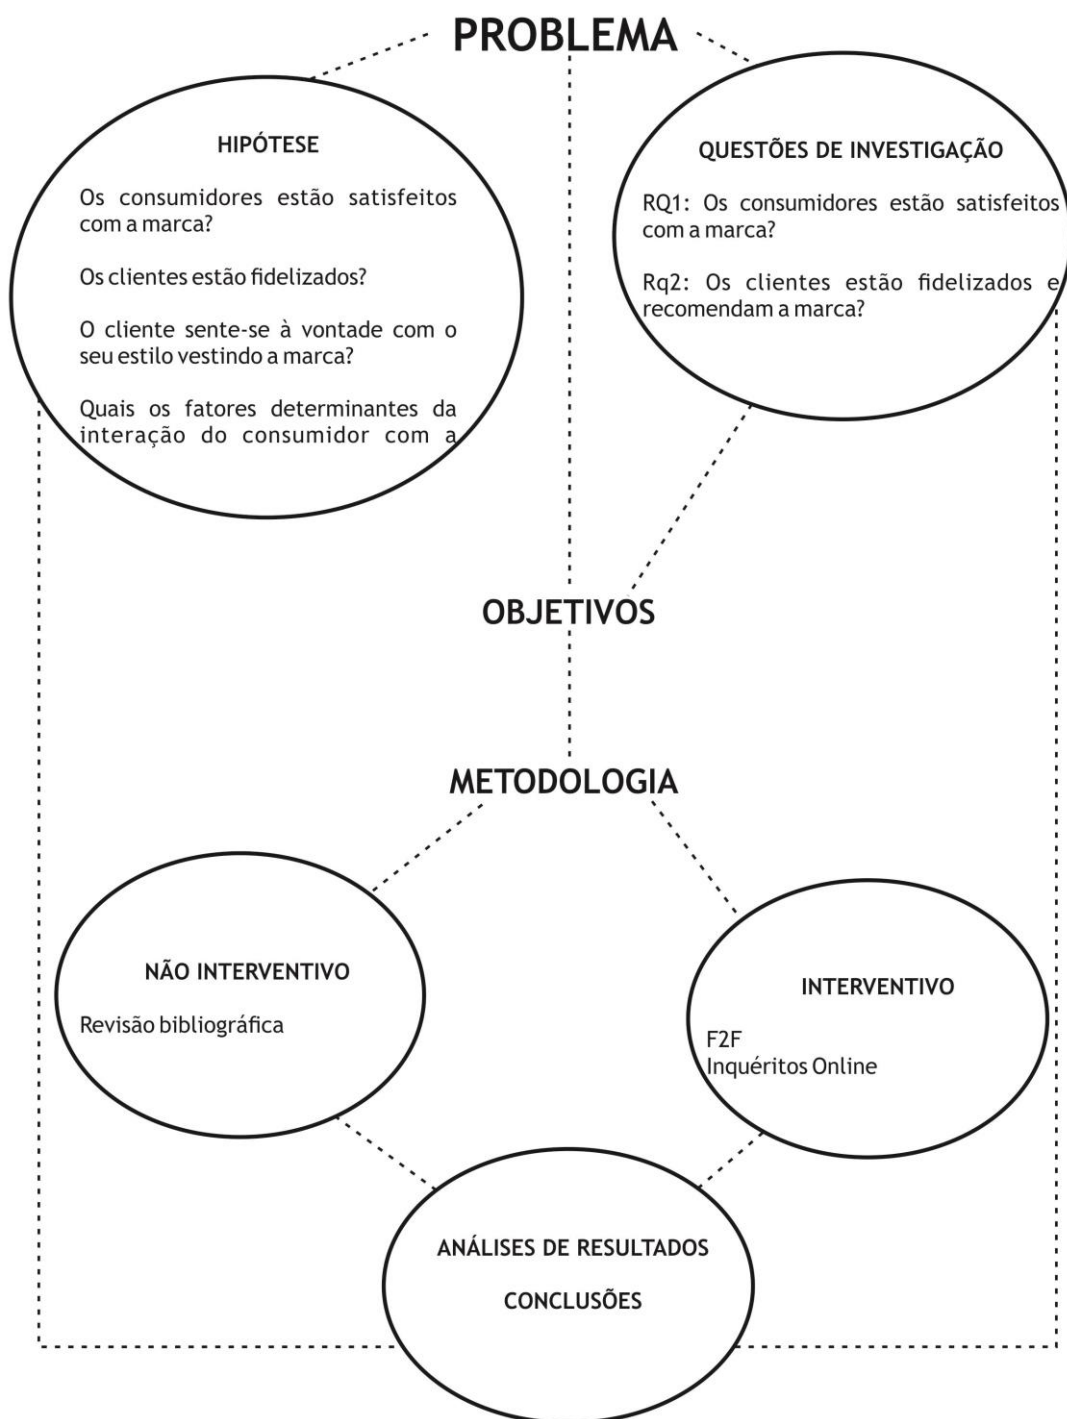 PROBLEMA
HIPÓTESE
Os consumidores estão satisfeitos
com a marca?
Os clientes estão fidelizados?
O cliente sente-se à vontade com o
seu estilo vestindo a marca?
Quais os fatores determinantes da
interação do consumidor com a
QUESTÕES DE INVESTIGAÇÃO
RQ1: Os consumidores estão satisfeitos
com a marca?
Rq2: Os clientes estão fidelizados e
recomendam a marca?
OBJETIVOS
METODOLOGIA
NÃO INTERVENTIVO
Revisão bibliográfica
INTERVENTIVO
F2F
Inquéritos Online
ANÁLISES DE RESULTADOS
CONCLUSÕES